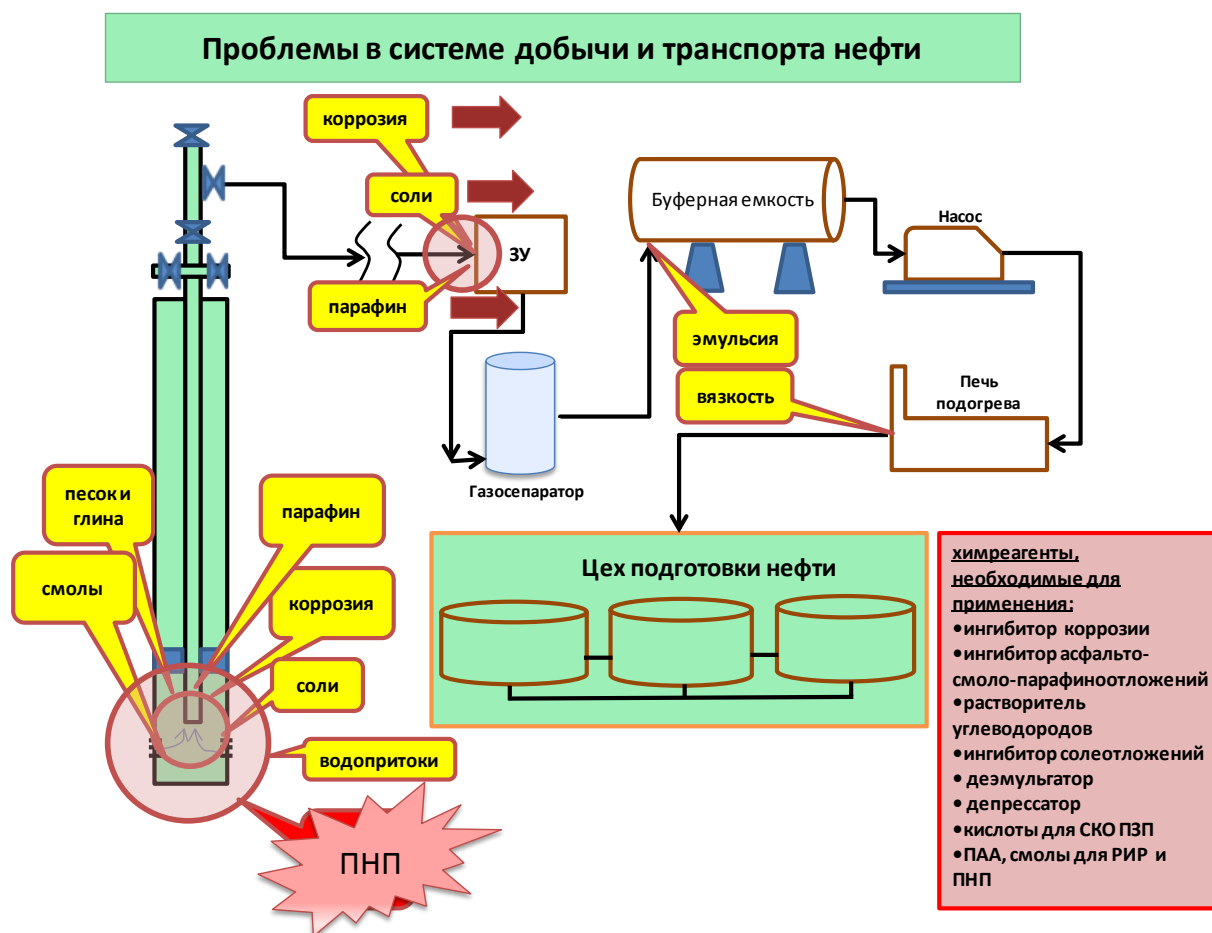 Проблемы в системе добычи и транспорта нефти
коррозия
соли
ЗУ
парафин
Буферная емкость
Насос
эмульсия
вязкость
Печь
подогрева
Газосепаратор
песок и
глина
смолы
парафин
коррозия
соли
водопритоки
ПНП
Цех подготовки нефти
химреагенты,
необходимые для
применения:
•ингибитор коррозии
•ингибитор асфальто-
смоло-парафиноотложений
•растворитель
углеводородов
•ингибитор солеотложений
• деэмульгатор
• депрессатор
•кислоты для СКО ПЗП
•ПАА, смолы для РИР и
ПНП